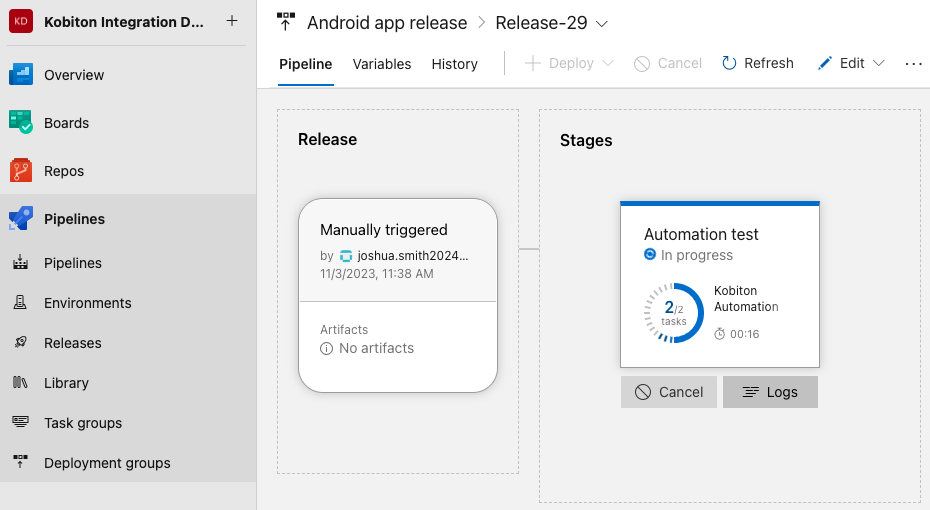 KD Kobiton Integration D... +
Overview
Boards
Repos
Pipelines
Pipelines
Environments
Releases
Library
Task groups
Deployment groups
Android app release > Release-29
Pipeline Variables History Deploy Cancel Refresh Edit ...
Release
Manually triggered
by joshua.smith2024...
11/3/2023, 11:38 AM
Artifacts
No artifacts
Stages
Automation test
In progress
2/2
tasks
Kobiton
Automation
00:16
Cancel Logs